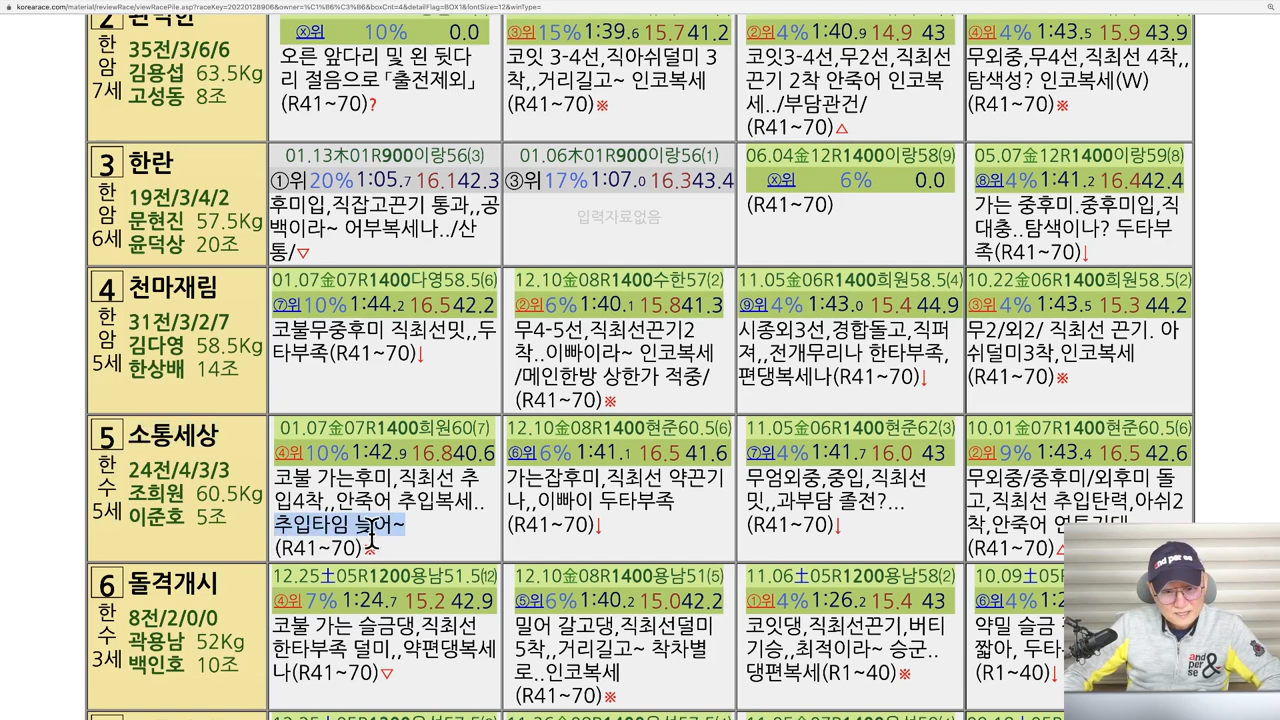 korearace.com/material/reviewRace/viewRacePile.asp?raceKey=20220128906&owner=%C1%B6%C3%B6&boxCnt=4&detailFlag=BOX1&fontSize=12&winType=
2
한
암
7세
35전/3/6/6
김용섭 63.5Kg
고성동 8조
ⓧ위 10% 0.0
오른 앞다리 및 왼 뒷다
리 절음으로 「출전제외」
(R41~70)?
③위 15% 1:39.6 15.7 41.2
코잇 3-4선,직아쉬덜미 3
착,,거리길고~ 인코복세
(R41~70)※
②위 4% 1:40.9 14.9 43
코잇3-4선,무2선,직최선
끈기 2착 안죽어 인코복
세../부담관건/
(R41~70)△
④위 4% 1:43.5 15.9 43.9
무외중,무4선,직최선 4착,,
탐색성? 인코복세(W)
(R41~70)※
3 한란
한
암
6세
19전/3/4/2
문현진 57.5Kg
윤덕상 20조
01.13木01R900이랑56(3)
①위 20% 1:05.7 16.1 42.3
후미입,직잡고끈기 통과,,공
백이라~ 어부복세나../산
통/▽
01.06木01R900이랑56(1)
③위 17% 1:07.0 16.3 43.4
입력자료없음
06.04金12R1400이랑58(9)
ⓧ위 6% 0.0
(R41~70)
05.07金12R1400이랑59(8)
⑧위 4% 1:41.2 16.4 42.4
가는 중후미.중후미입,직
대충..탐색이나? 두타부
족(R41~70)↓
4 천마재림
한
암
5세
31전/3/2/7
김다영 58.5Kg
한상배 14조
01.07金07R1400다영58.5(6)
⑦위 10% 1:44.2 16.5 42.2
코불무중후미 직최선밋,,두
타부족(R41~70)↓
12.10金08R1400수한57(2)
②위 6% 1:40.1 15.8 41.3
무4-5선,직최선끈기2
착..이빠이라~ 인코복세
/메인한방 상한가 적중/
(R41~70)※
11.05金06R1400희원58.5(4)
⑨위 4% 1:43.0 15.4 44.9
시종외3선,경합돌고,직퍼
져,,전개무리나 한타부족,
편댕복세나(R41~70)↓
10.22金06R1400희원58.5(2)
③위 4% 1:43.5 15.3 44.2
무2/외2/ 직최선 끈기. 아
쉬덜미3착,인코복세
(R41~70)※
5 소통세상
한
수
5세
24전/4/3/3
조희원 60.5Kg
이준호 5조
01.07金07R1400희원60(7)
④위 10% 1:42.9 16.8 40.6
코불 가는후미,직최선 추
입4착,,안죽어 추입복세..
추입타임 늦어~
(R41~70)※
12.10金08R1400현준60.5(6)
⑥위 6% 1:41.1 16.5 41.6
가는잡후미,직최선 약끈기
나,,이빠이 두타부족
(R41~70)↓
11.05金06R1400현준62(3)
⑦위 4% 1:41.7 16.0 43
무엄외중,중입,직최선
밋,,과부담 졸전?...
(R41~70)↓
10.01金07R1400현준60.5(6)
②위 9% 1:43.4 16.5 42.6
무외중/중후미/외후미 돌
고,직최선 추입탄력,아쉬2
착,안죽어
(R41~70)△
6 돌격개시
한
수
3세
8전/2/0/0
곽용남 52Kg
백인호 10조
12.25土05R1200용남51.5(12)
④위 7% 1:24.7 15.2 42.9
코불 가는 슬금댕,직최선
한타부족 덜미,,약편댕복세
나(R41~70)▽
12.10金08R1400용남51(5)
⑤위 6% 1:40.2 15.0 42.2
밀어 갈고댕,직최선덜미
5착,,거리길고~ 착차별
로..인코복세
(R41~70)※
11.06土05R1200용남58(2)
①위 4% 1:26.2 15.4 43
코잇댕,직최선끈기,버티
기승,,최적이라~ 승군..
댕편복세(R1~40)※
10.09土05R
⑥위 4% 1:2
약밀 슬금
짧아, 두타
(R1~40)↓
and per se
and
per
se &